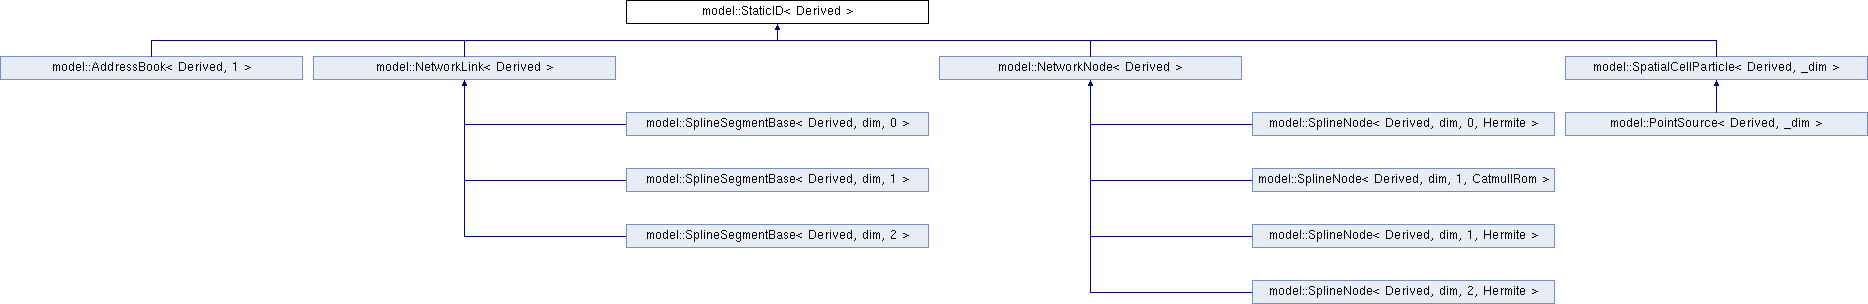 model::StaticID< Derived >
model::AddressBook< Derived, 1 >
model::NetworkLink< Derived >
model::NetworkNode< Derived >
model::SpatialCellParticle< Derived, _dim >
model::SplineSegmentBase< Derived, dim, 0 >
model::SplineNode< Derived, dim, 0, Hermite >
model::PointSource< Derived, _dim >
model::SplineSegmentBase< Derived, dim, 1 >
model::SplineNode< Derived, dim, 1, CatmullRom >
model::SplineSegmentBase< Derived, dim, 2 >
model::SplineNode< Derived, dim, 1, Hermite >
model::SplineNode< Derived, dim, 2, Hermite >